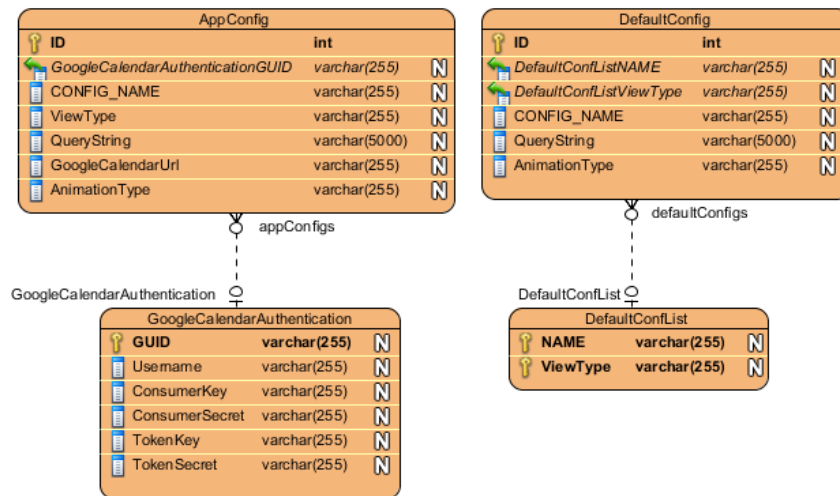 AppConfig
ID int
GoogleCalendarAuthenticationGUID varchar(255) N
CONFIG_NAME varchar(255) N
ViewType varchar(255) N
QueryString varchar(5000) N
GoogleCalendarUrl varchar(255) N
AnimationType varchar(255) N
DefaultConfig
ID int
DefaultConfListNAME varchar(255) N
DefaultConfListViewType varchar(255) N
CONFIG_NAME varchar(255) N
QueryString varchar(5000) N
AnimationType varchar(255) N
appConfigs
defaultConfigs
GoogleCalendarAuthentication
DefaultConfList
GoogleCalendarAuthentication
GUID varchar(255) N
Username varchar(255) N
ConsumerKey varchar(255) N
ConsumerSecret varchar(255) N
TokenKey varchar(255) N
TokenSecret varchar(255) N
DefaultConfList
NAME varchar(255) N
ViewType varchar(255) N